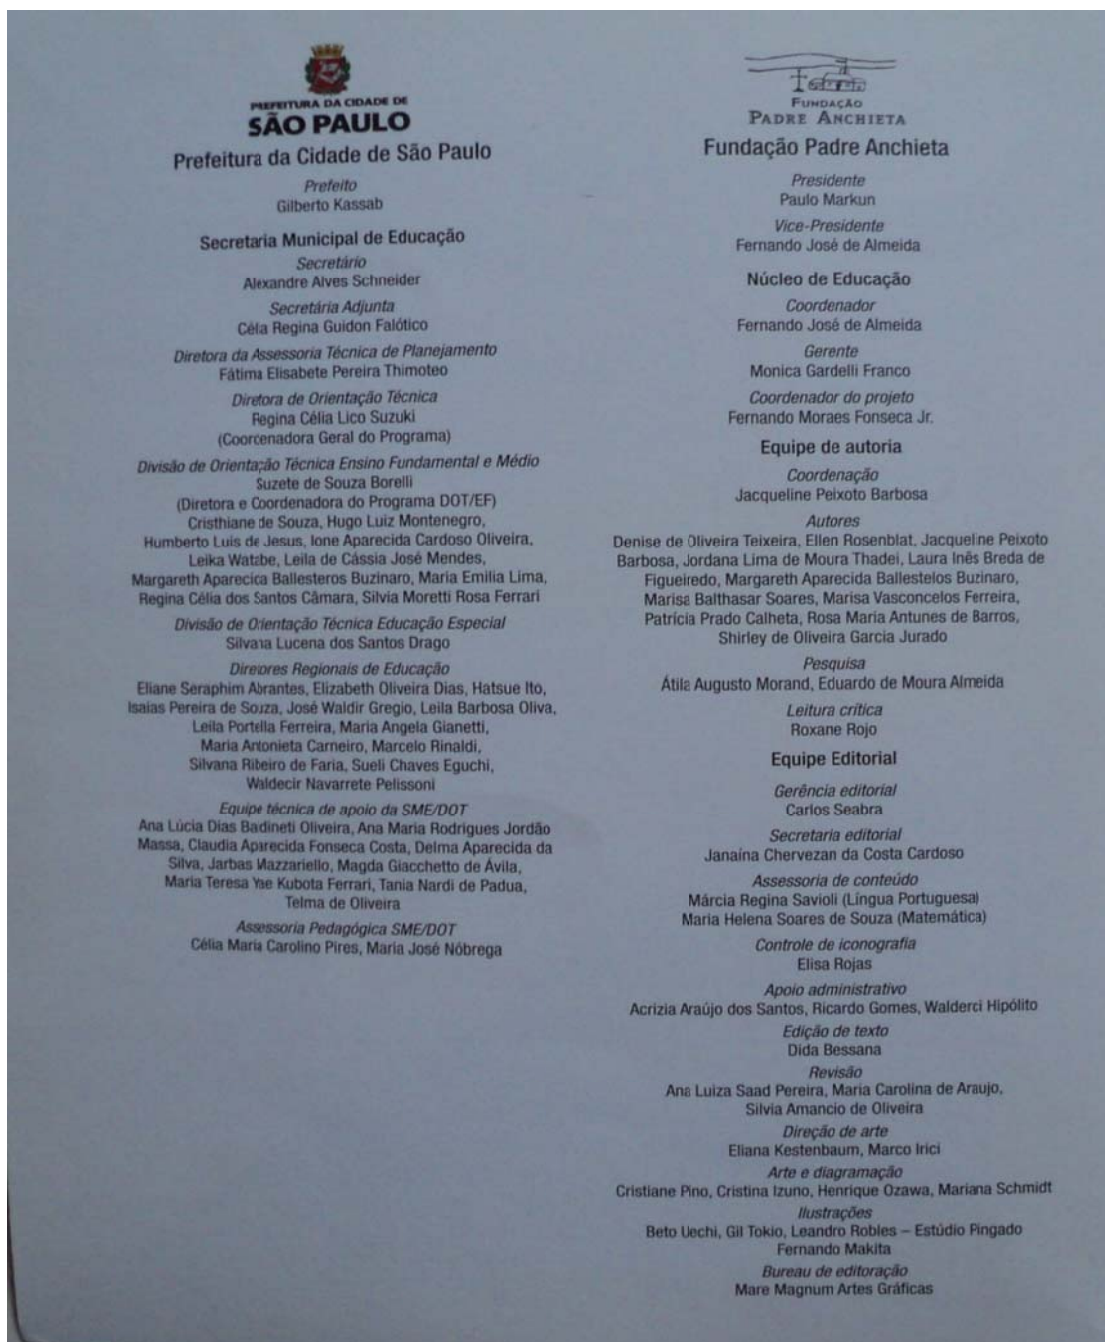 PREFEITURA DA CIDADE DE
SÃO PAULO
Prefeitura da Cidade de São Paulo
Prefeito
Gilberto Kassab
Secretaria Municipal de Educação
Secretário
Alexandre Alves Schneider
Secretária Adjunta
Célia Regina Guidon Falótico
Diretora da Assessoria Técnica de Planejamento
Fátima Elisabete Pereira Thimoteo
Diretora de Orientação Técnica
Regina Célia Lico Suzuki
(Coordenadora Geral do Programa)
Divisão de Orientação Técnica Ensino Fundamental e Médio
Suzete de Souza Borelli
(Diretora e Coordenadora do Programa DOT/EF)
Cristhiane de Souza, Hugo Luiz Montenegro,
Humberto Luis de Jesus, Ione Aparecida Cardoso Oliveira,
Leika Watabe, Leila de Cássia José Mendes,
Margareth Aparecida Ballesteros Buzinaro, Maria Emilia Lima,
Regina Célia dos Santos Câmara, Silvia Moretti Rosa Ferrari
Divisão de Orientação Técnica Educação Especial
Silvana Lucena dos Santos Drago
Diretores Regionais de Educação
Eliane Seraphim Abrantes, Elizabeth Oliveira Dias, Hatsue Ito,
Isaias Pereira de Souza, José Waldir Gregio, Leila Barbosa Oliva,
Leila Portella Ferreira, Maria Angela Gianetti,
Maria Antonieta Carneiro, Marcelo Rinaldi,
Silvana Ribeiro de Faria, Sueli Chaves Eguchi,
Waldecir Navarrete Pelissoni
Equipe técnica de apoio da SME/DOT
Ana Lúcia Dias Badineti Oliveira, Ana Maria Rodrigues Jordão
Massa, Claudia Aparecida Fonseca Costa, Delma Aparecida da
Silva, Jarbas Mazzariello, Magda Giacchetto de Ávila,
Maria Teresa Yae Kubota Ferrari, Tania Nardi de Padua,
Telma de Oliveira
Assessoria Pedagógica SME/DOT
Célia Maria Carolino Pires, Maria José Nóbrega
FUNDAÇÃO
PADRE ANCHIETA
Fundação Padre Anchieta
Presidente
Paulo Markun
Vice-Presidente
Fernando José de Almeida
Núcleo de Educação
Coordenador
Fernando José de Almeida
Gerente
Monica Gardelli Franco
Coordenador do projeto
Fernando Moraes Fonseca Jr.
Equipe de autoria
Coordenação
Jacqueline Peixoto Barbosa
Autores
Denise de Oliveira Teixeira, Ellen Rosenblat, Jacqueline Peixoto
Barbosa, Jordana Lima de Moura Thadei, Laura Inês Breda de
Figueiredo, Margareth Aparecida Ballestelos Buzinaro,
Marisa Balthasar Soares, Marisa Vasconcelos Ferreira,
Patrícia Prado Calheta, Rosa Maria Antunes de Barros,
Shirley de Oliveira Garcia Jurado
Pesquisa
Átila Augusto Morand, Eduardo de Moura Almeida
Leitura crítica
Roxane Rojo
Equipe Editorial
Gerência editorial
Carlos Seabra
Secretaria editorial
Janaína Chervezan da Costa Cardoso
Assessoria de conteúdo
Márcia Regina Savioli (Língua Portuguesa)
Maria Helena Soares de Souza (Matemática)
Controle de iconografia
Elisa Rojas
Apoio administrativo
Acrizia Araújo dos Santos, Ricardo Gomes, Walderci Hipólito
Edição de texto
Dida Bessana
Revisão
Ana Luiza Saad Pereira, Maria Carolina de Araujo,
Silvia Amancio de Oliveira
Direção de arte
Eliana Kestenbaum, Marco Irici
Arte e diagramação
Cristiane Pino, Cristina Izuno, Henrique Ozawa, Mariana Schmidt
Ilustrações
Beto Uechi, Gil Tokio, Leandro Robles – Estúdio Pingado
Fernando Makita
Bureau de editoração
Mare Magnum Artes Gráficas